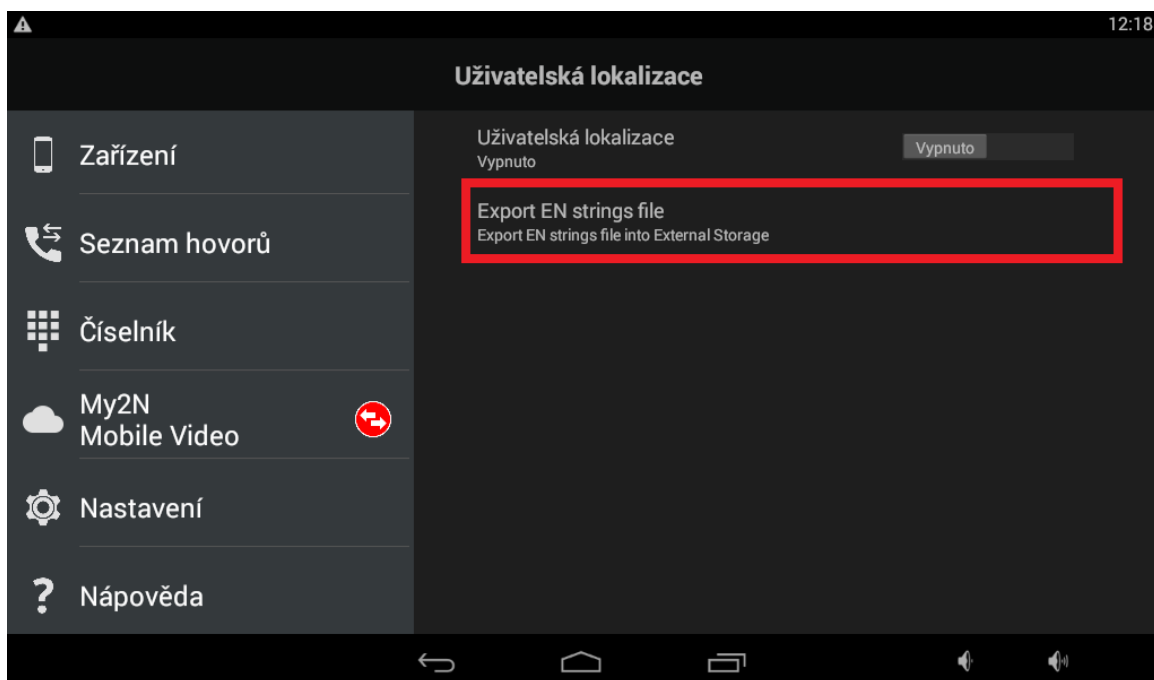 12:18
Uživatelská lokalizace
Zařízení
Seznam hovorů
Číselník
My2N
Mobile Video
Nastavení
Nápověda
Uživatelská lokalizace
Vypnuto
Vypnuto
Export EN strings file
Export EN strings file into External Storage